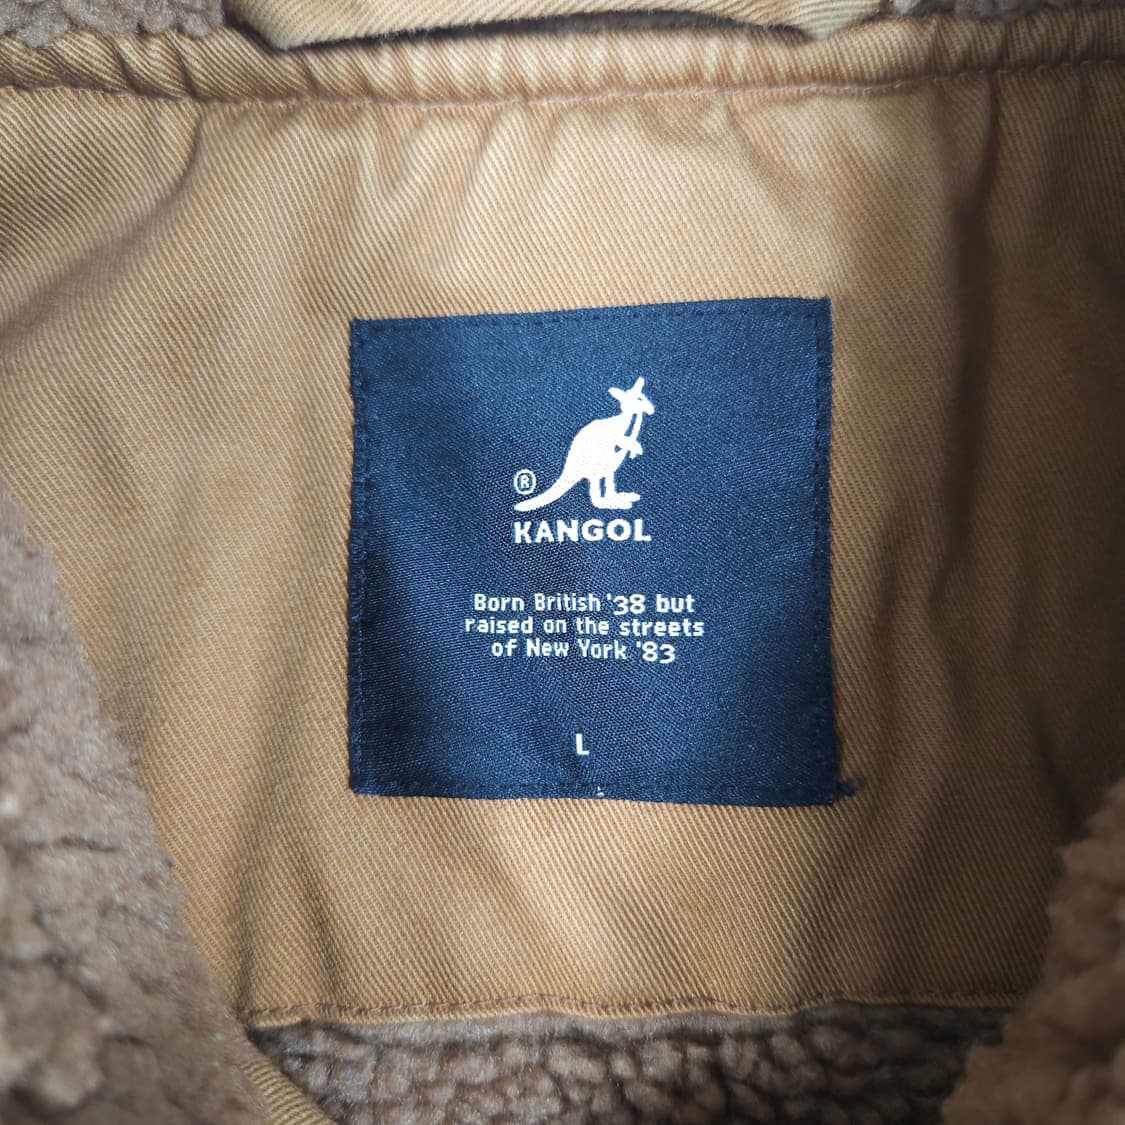 ®
KANGOL
Born British '38 but
raised on the streets
of New York '83
L